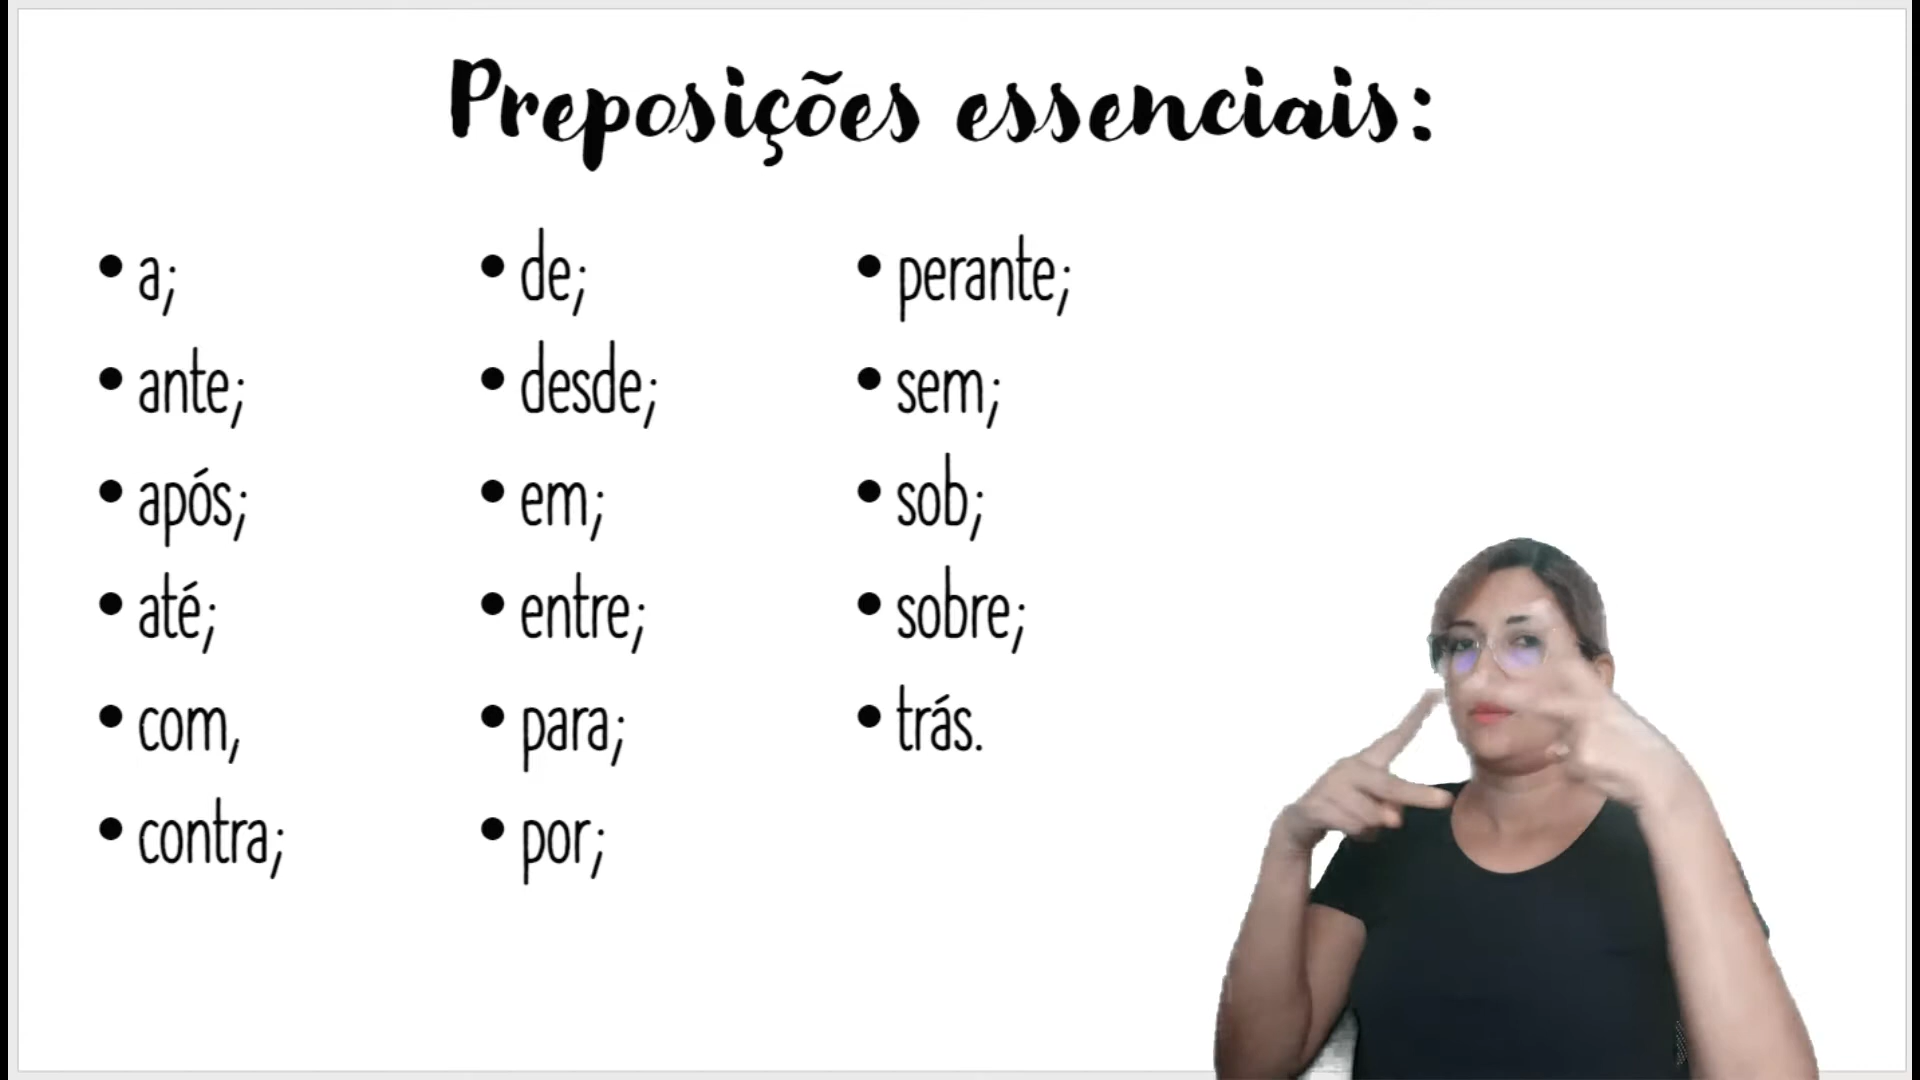 Preposições essenciais:
• a;
• ante;
• após;
• até;
• com,
• contra;
• de;
• desde;
• em;
• entre;
• para;
• por;
• perante;
• sem;
• sob;
• sobre;
• trás.